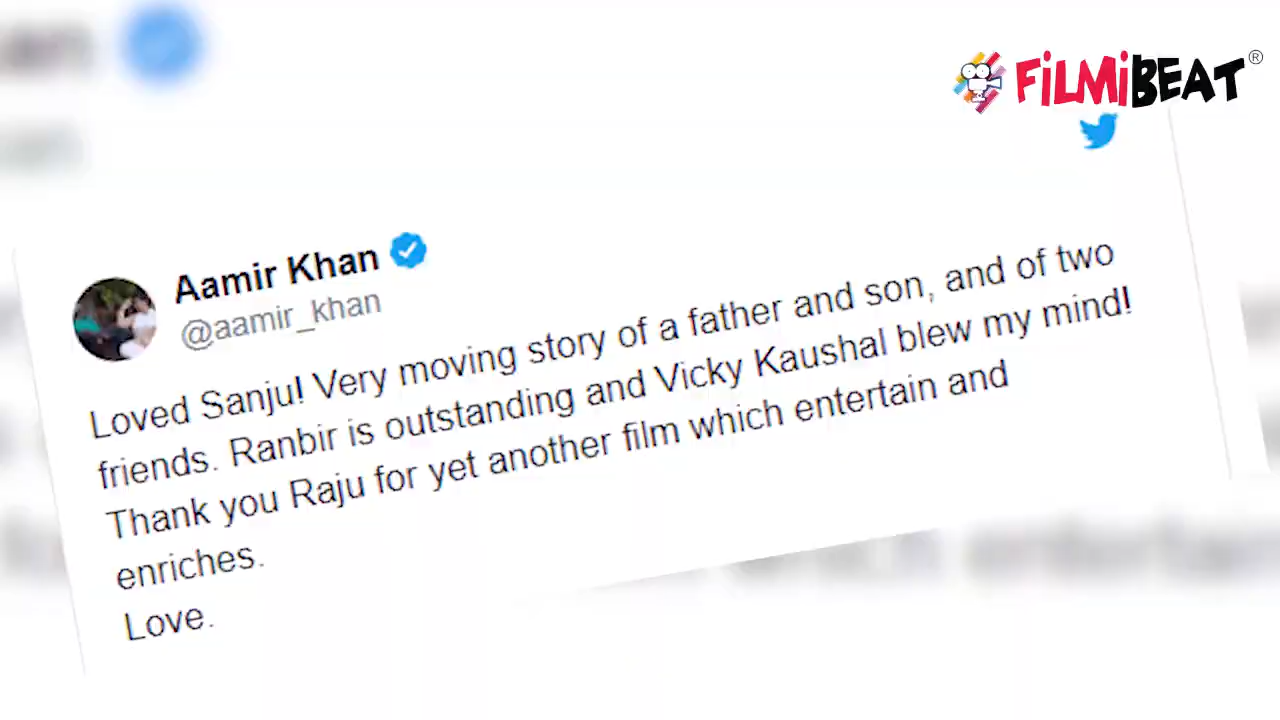 FiLMiBEAT®
Aamir Khan
@aamir_khan
Loved Sanju! Very moving story of a father and son, and of two
friends. Ranbir is outstanding and Vicky Kaushal blew my mind!
Thank you Raju for yet another film which entertain and
enriches.
Love.